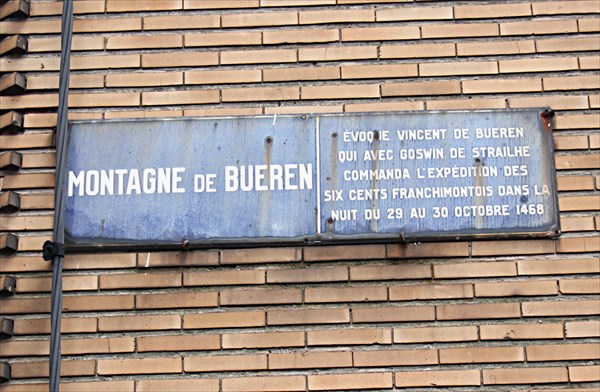 MONTAGNE DE BUEREN
ÉVOQUE VINCENT DE BUEREN
QUI AVEC GOSWIN DE STRAILHE
COMMANDA L'EXPÉDITION DES
SIX CENTS FRANCHIMONTOIS DANS LA
NUIT DU 29 AU 30 OCTOBRE 1468